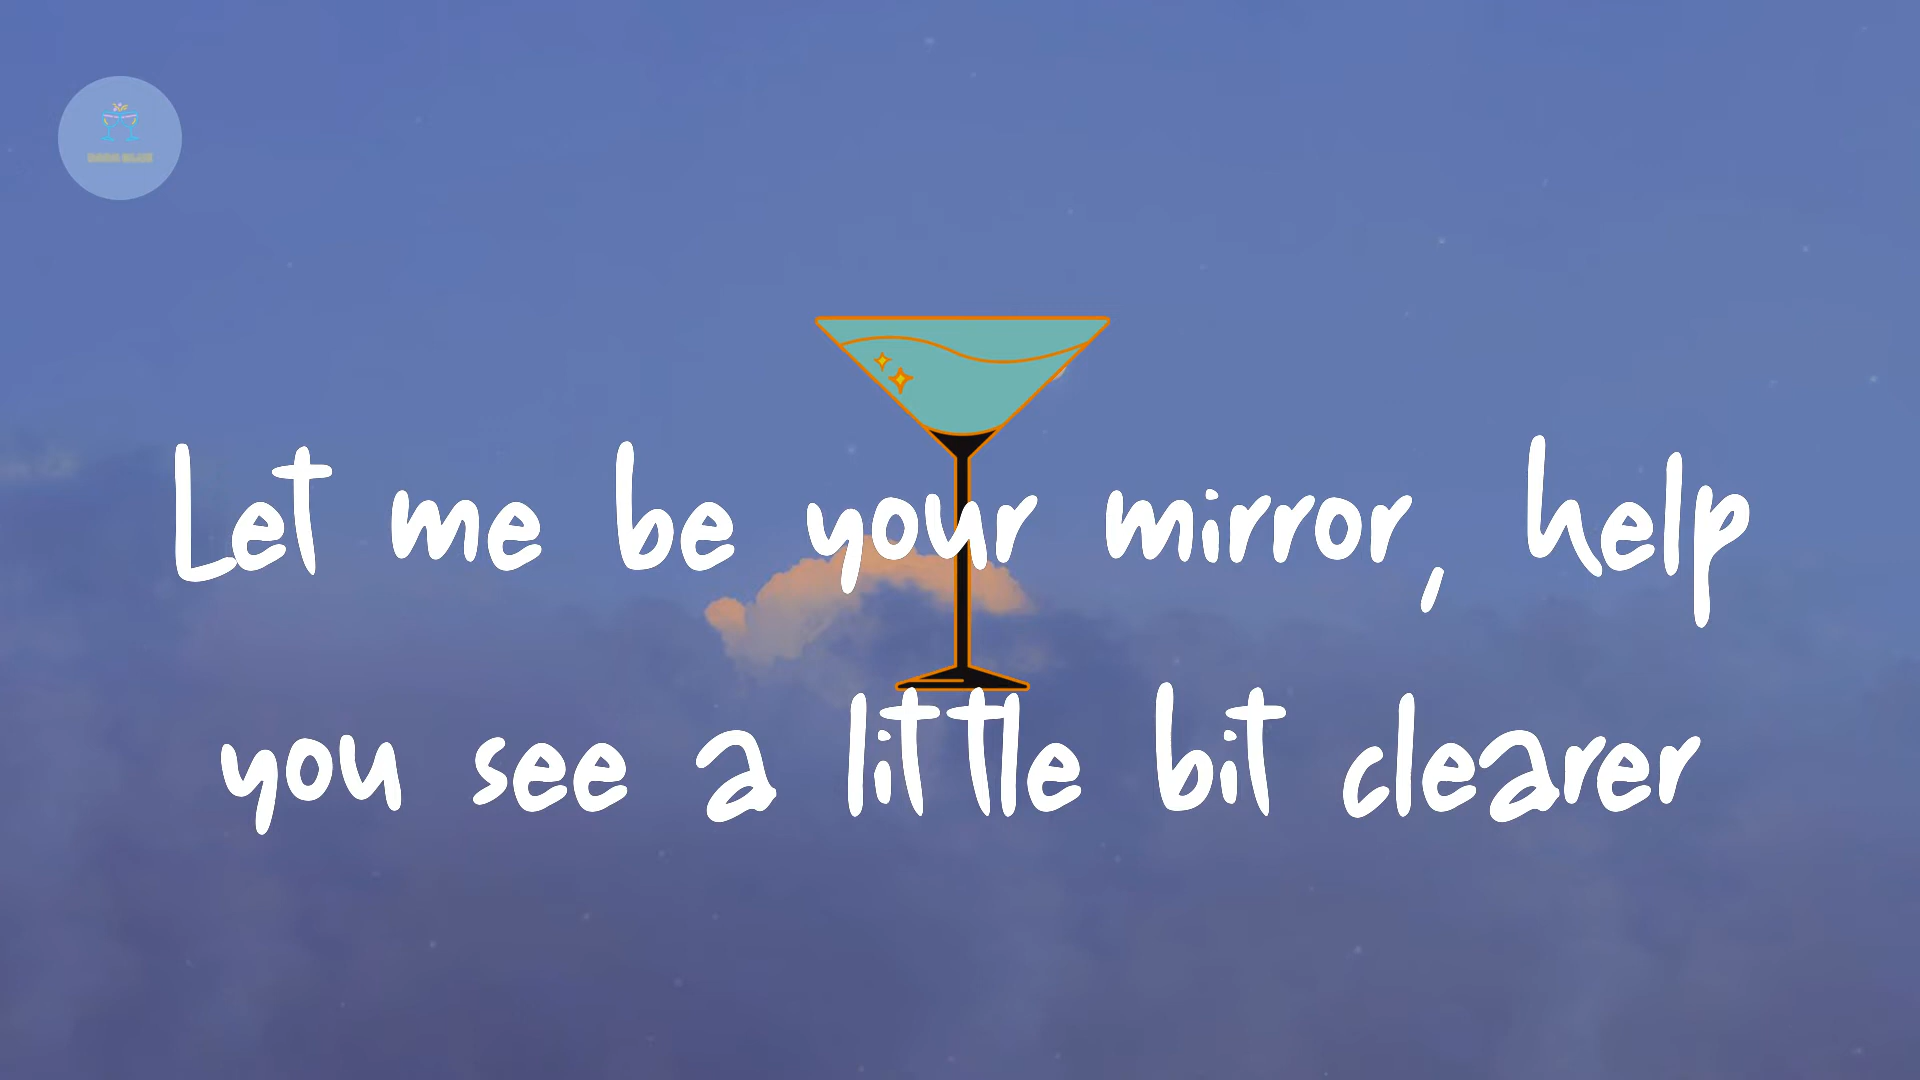 Let me be your mirror, help
you see a little bit clearer